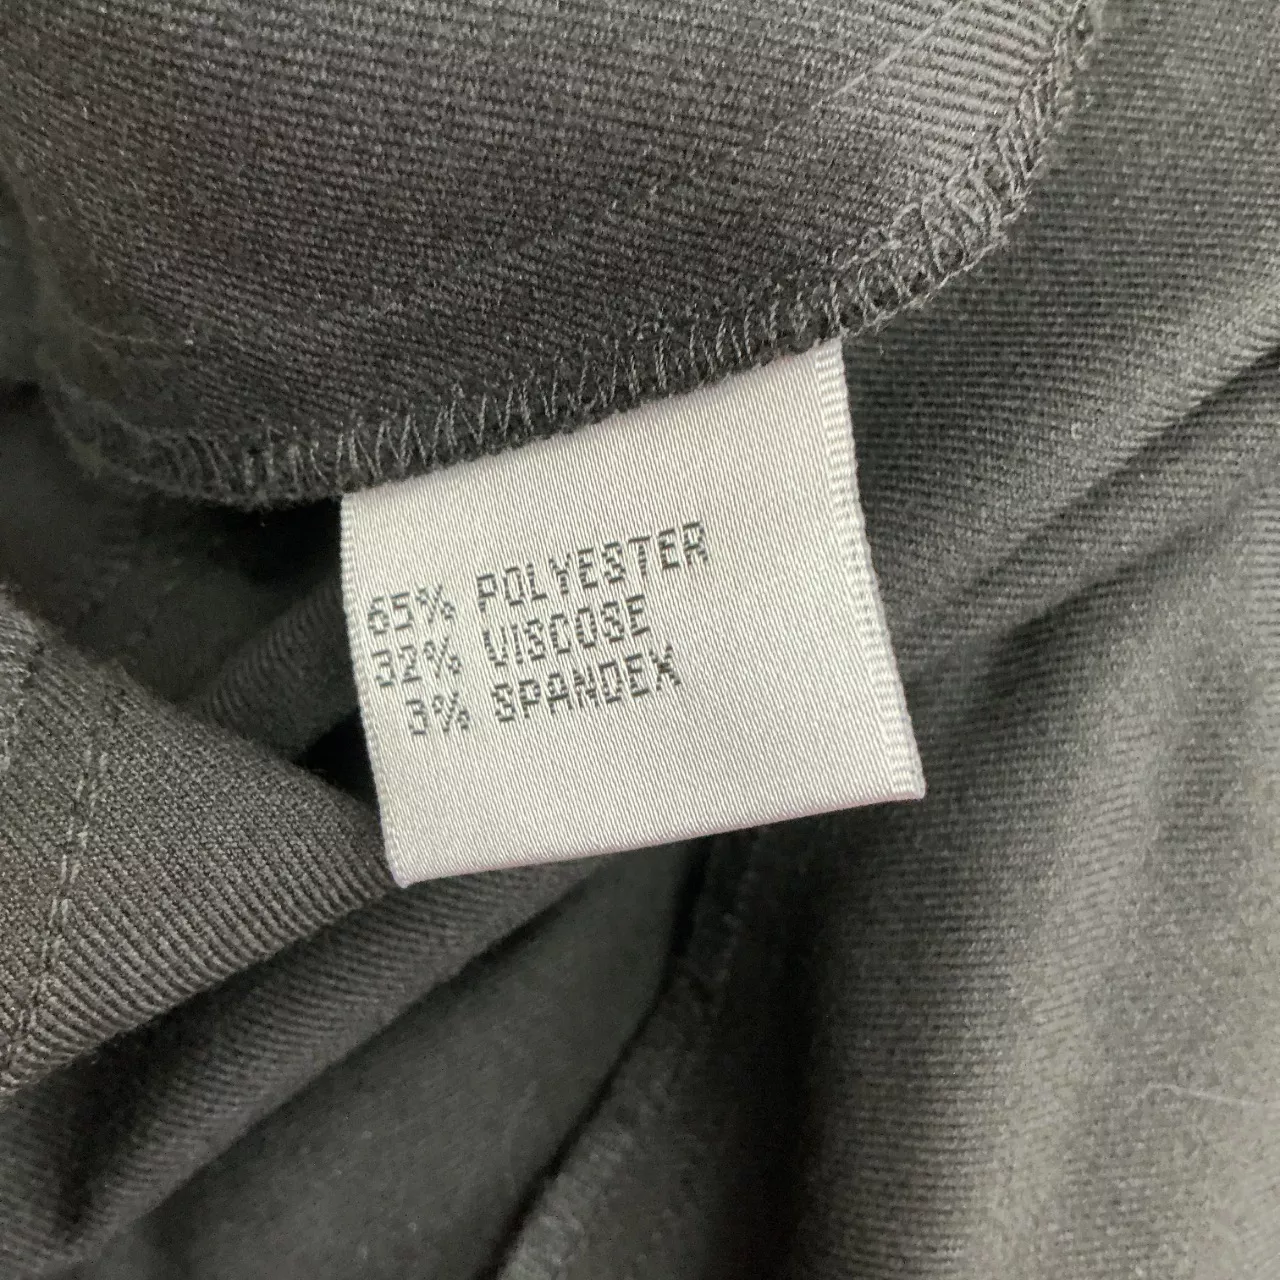 65% POLYESTER
32% VISCOSE
3% SPANDEX